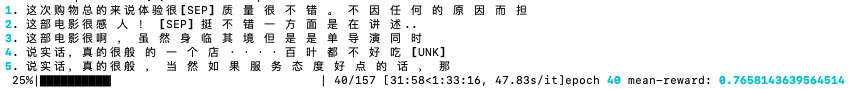 1. 这次购物总的来说体验很[SEP] 质 量 很 不 错 。 不 因 任 何 的 原 因 而 担
2. 这部电影很感 人 ！ [SEP] 挺 不 错 一 方 面 是 在 讲 述..
3. 这部电影很啊 ， 虽 然 身 临 其 境 但 是 是 单 导 演 同 时
4. 说实话，真的很般 的 一 个 店 · · · · 百 叶 都 不 好 吃 [UNK]
5. 说实话，真的很般 ， 当 然 如 果 服 务 态 度 好 点 的 话 ， 那
25%|██████████ | 40/157 [31:58<1:33:16, 47.83s/it]epoch 40 mean-reward: 0.7658143639564514